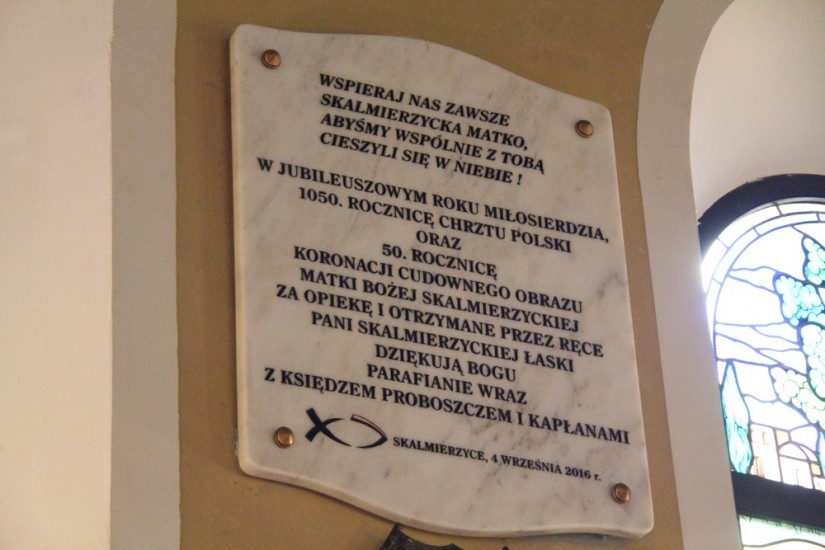 WSPIERAJ NAS ZAWSZE
SKALMIERZYCKA MATKO,
ABYŚMY WSPÓLNIE Z TOBĄ
CIESZYLI SIĘ W NIEBIE !
W JUBILEUSZOWYM ROKU MIŁOSIERDZIA,
1050. ROCZNICĘ CHRZTU POLSKI
ORAZ
50. ROCZNICĘ
KORONACJI CUDOWNEGO OBRAZU
MATKI BOŻEJ SKALMIERZYCKIEJ
ZA OPIEKĘ I OTRZYMANE PRZEZ RĘCE
PANI SKALMIERZYCKIEJ ŁASKI
DZIĘKUJĄ BOGU
PARAFIANIE WRAZ
Z KSIĘDZEM PROBOSZCZEM I KAPŁANAMI
SKALMIERZYCE, 4 WRZEŚNIA 2016 r.